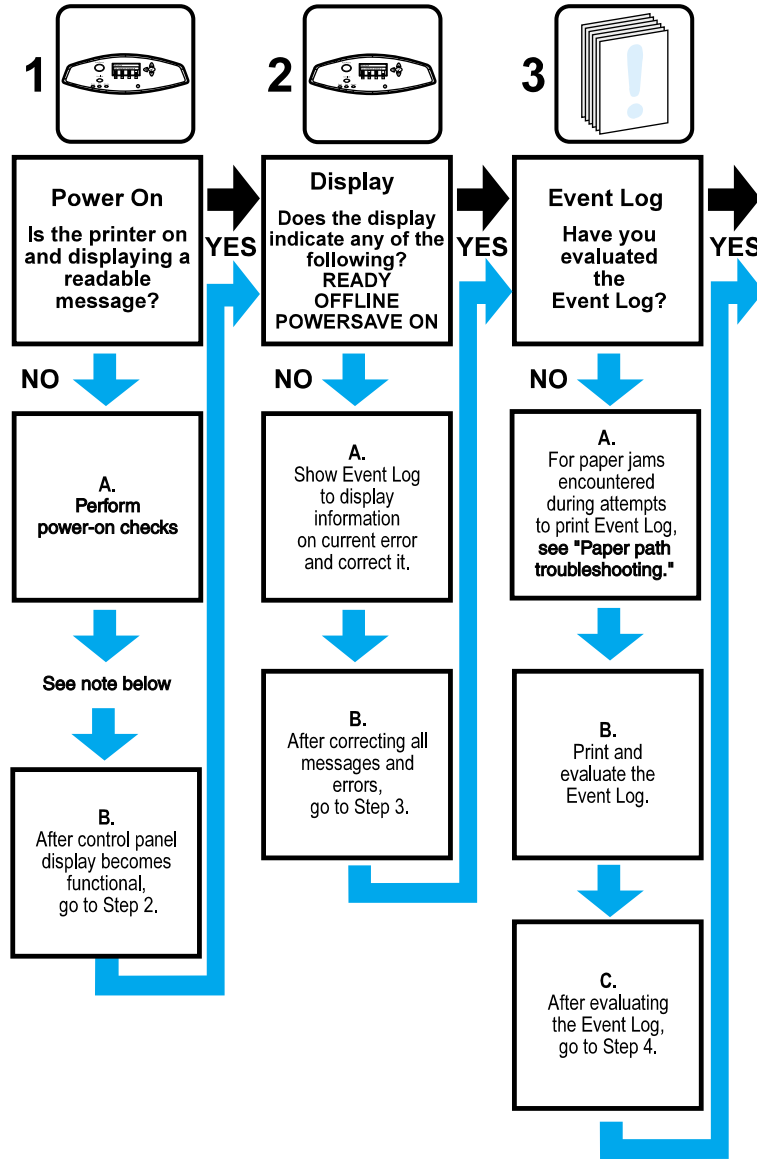 1
2
3
Power On
Is the printer on
and displaying a
readable
message?
YES
NO
A.
Perform
power-on checks
See note below
B.
After control panel
display becomes
functional,
go to Step 2.
Display
Does the display
indicate any of the
following?
READY
OFFLINE
POWERSAVE ON
YES
NO
A.
Show Event Log
to display
information
on current error
and correct it.
B.
After correcting all
messages and
errors,
go to Step 3.
Event Log
Have you
evaluated
the
Event Log?
YES
NO
A.
For paper jams
encountered
during attempts
to print Event Log,
see "Paper path
troubleshooting."
B.
Print and
evaluate the
Event Log.
C.
After evaluating
the Event Log,
go to Step 4.